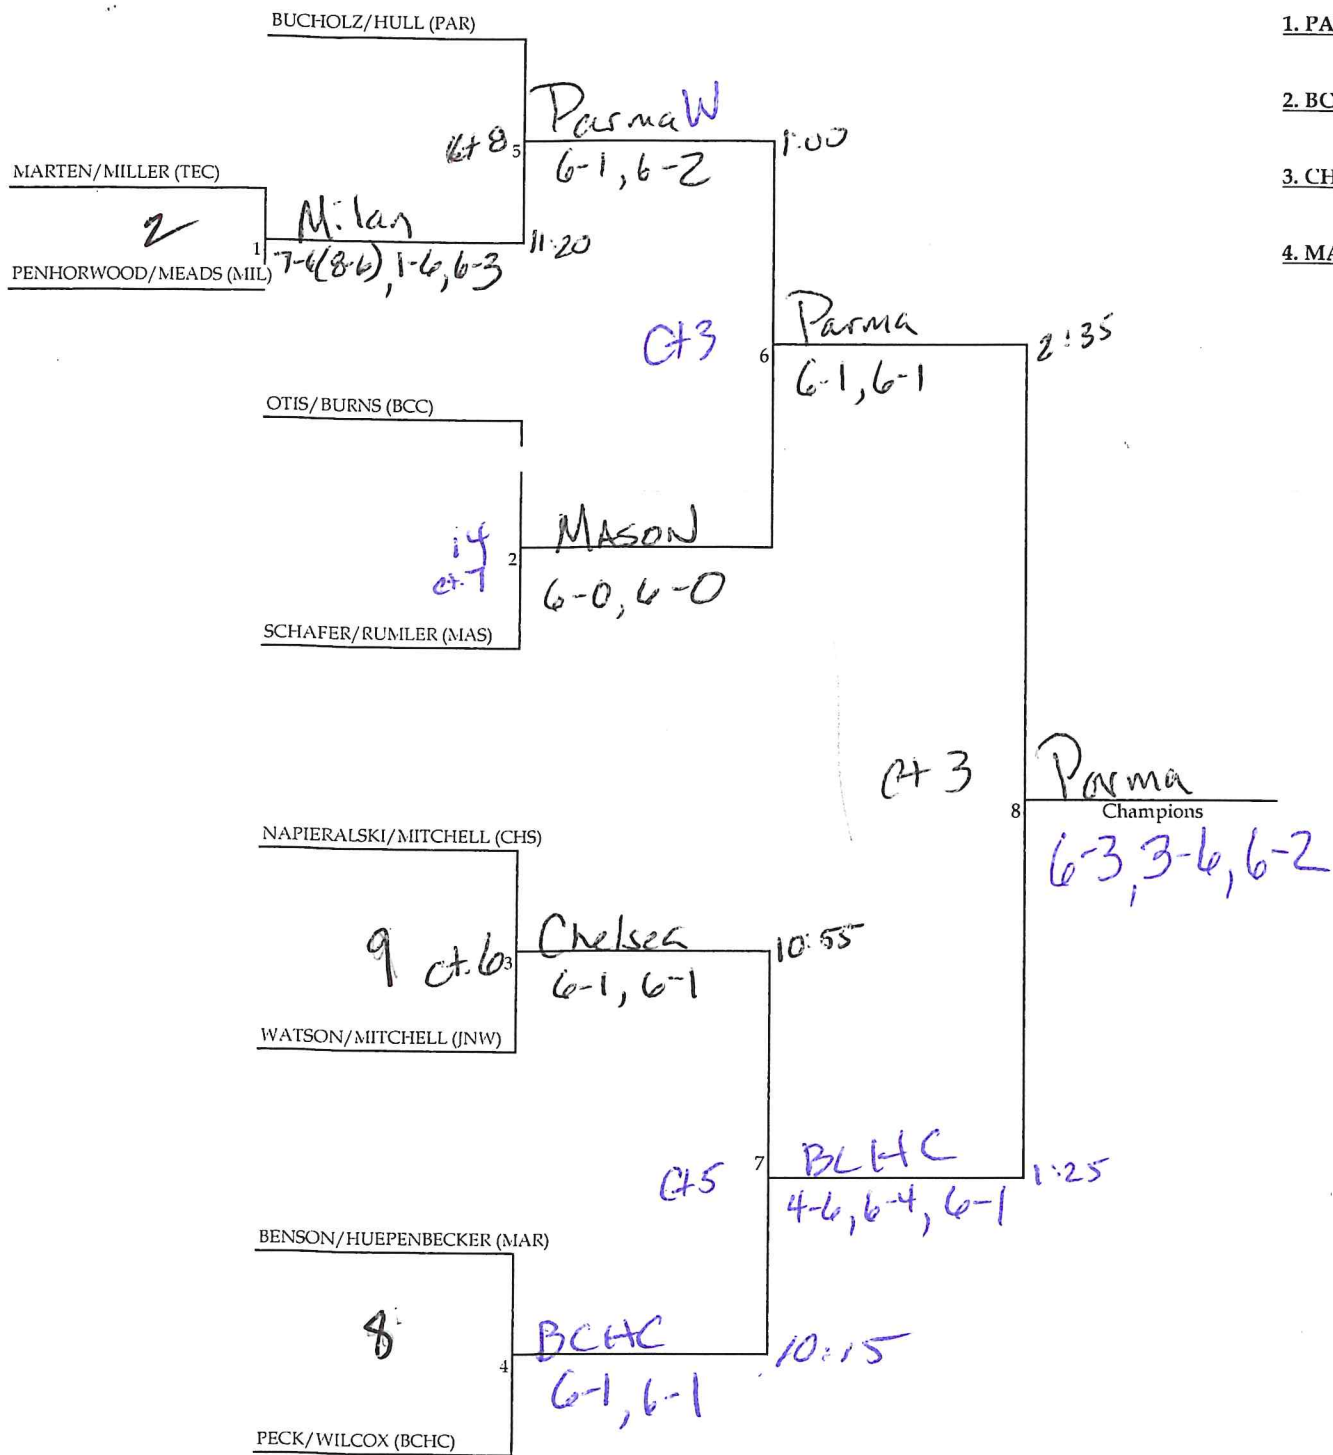 BUCHOLZ/HULL (PAR)
1. PA
Parma W
2. BC
ct 8 5
1:00
6-1, 6-2
3. CH
MARTEN/MILLER (TEC)
2
Milan
1
11:20
7-6(8-6), 1-6, 6-3
4. MA
PENHORWOOD/MEADS (MIL)
Ct 3
6
Parma
2:35
6-1, 6-1
OTIS/BURNS (BCC)
MASON
14
2
ct. 7
6-0, 6-0
SCHAFER/RUMLER (MAS)
Ct 3
Parma
8
Champions
6-3, 3-6, 6-2
NAPIERALSKI/MITCHELL (CHS)
9
ct. 6 3
Chelsea
10:55
6-1, 6-1
WATSON/MITCHELL (JNW)
Ct 5
7
BCHC
1:25
4-6, 6-4, 6-1
BENSON/HUEPENBECKER (MAR)
8
4
BCHC
10:15
6-1, 6-1
PECK/WILCOX (BCHC)